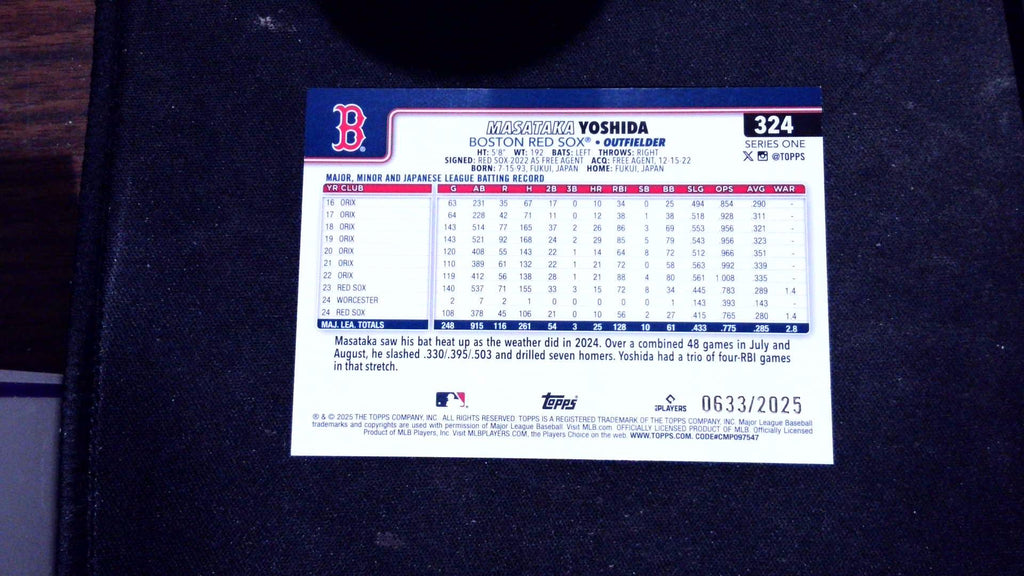 B
MASATAKA YOSHIDA
324
BOSTON RED SOX® • OUTFIELDER
SERIES ONE
HT: 5'8" WT: 192 BATS: LEFT THROWS: RIGHT
@TOPPS
SIGNED: RED SOX 2022 AS FREE AGENT ACQ: FREE AGENT, 12-15-22
BORN: 7-15-93, FUKUI, JAPAN HOME: FUKUI, JAPAN
MAJOR, MINOR AND JAPANESE LEAGUE BATTING RECORD
YR CLUB G AB R H 2B 3B HR RBI SB BB SLG OPS AVG WAR
16 ORIX 63 231 35 67 17 0 10 34 0 25 .494 .854 .290 -
17 ORIX 64 228 42 71 11 0 12 38 1 38 .518 .928 .311 -
18 ORIX 143 514 77 165 37 2 26 86 3 69 .553 .956 .321 -
19 ORIX 143 521 92 168 24 2 29 85 5 79 .543 .956 .323 -
20 ORIX 120 408 55 143 22 1 14 64 8 72 .512 .966 .351 -
21 ORIX 110 389 61 132 22 1 21 72 0 58 .563 .992 .339 -
22 ORIX 119 412 56 138 28 1 21 88 4 80 .561 1.008 .335 -
23 RED SOX 140 537 71 155 33 3 15 72 8 34 .445 .783 .289 1.4
24 WORCESTER 2 7 2 1 0 0 0 0 0 1 .143 .393 .143 -
24 RED SOX 108 378 45 106 21 0 10 56 2 27 .415 .765 .280 1.4
MAJ. LEA. TOTALS 248 915 116 261 54 3 25 128 10 61 .433 .775 .285 2.8
Masataka saw his bat heat up as the weather did in 2024. Over a combined 48 games in July and
August, he slashed .330/.395/.503 and drilled seven homers. Yoshida had a trio of four-RBI games
in that stretch.
Topps PLAYERS 0633/2025
® & © 2025 THE TOPPS COMPANY, INC. ALL RIGHTS RESERVED. TOPPS IS A REGISTERED TRADEMARK OF THE TOPPS COMPANY, INC. Major League Baseball
trademarks and copyrights are used with permission of Major League Baseball. Visit MLB.com. OFFICIALLY LICENSED PRODUCT OF MLB. Officially Licensed
Product of MLB Players, Inc. Visit MLBPLAYERS.COM, the Players Choice on the web. WWW.TOPPS.COM. CODE#CMP097547